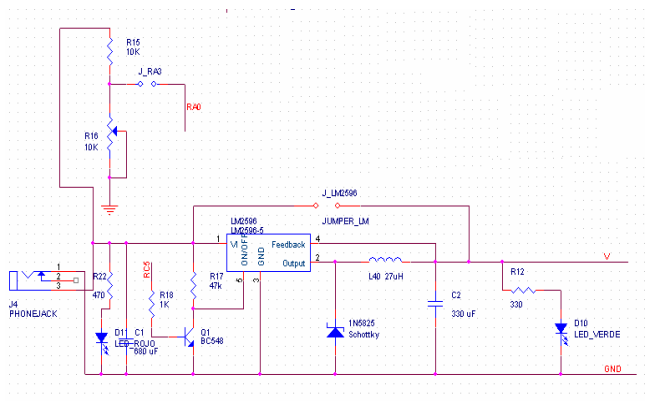 R15
10K
J_RA3
RA0
R16
10K
J_LM2596
JUMPER_LM
LM2596
LM2596-5
1
VI
ON/OFF
GND
Feedback
Output
4
2
5
3
V
RC5
R17
47k
R22
470
R18
1K
L40 27uH
R12
330
1
2
3
J4
PHONEJACK
D11
LED_ROJO
C1
680 uF
Q1
BC548
1N5825
Schottky
C2
330 uF
D10
LED_VERDE
GND